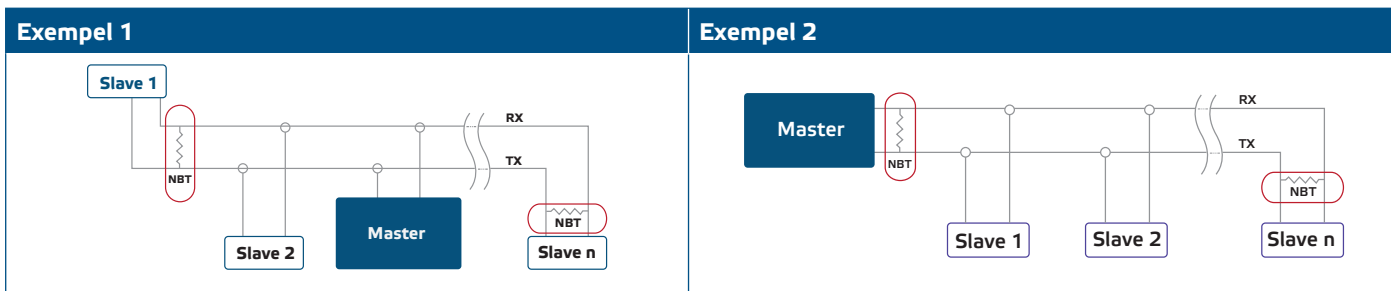 Exempel 1
Slave 1
RX
TX
NBT
NBT
Master
Slave 2
Slave n
Exempel 2
Master
RX
TX
NBT
NBT
Slave 1
Slave 2
Slave n